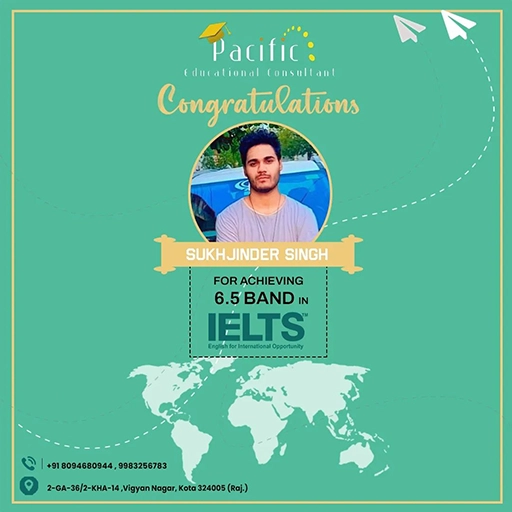 Pacific
Educational Consultant
Congratulations
SUKHJINDER SINGH
FOR ACHIEVING
6.5 BAND IN
IELTS™
English for International Opportunity
+91 8094680944 , 9983256783
2-GA-36/2-KHA-14 ,Vigyan Nagar, Kota 324005 (Raj.)